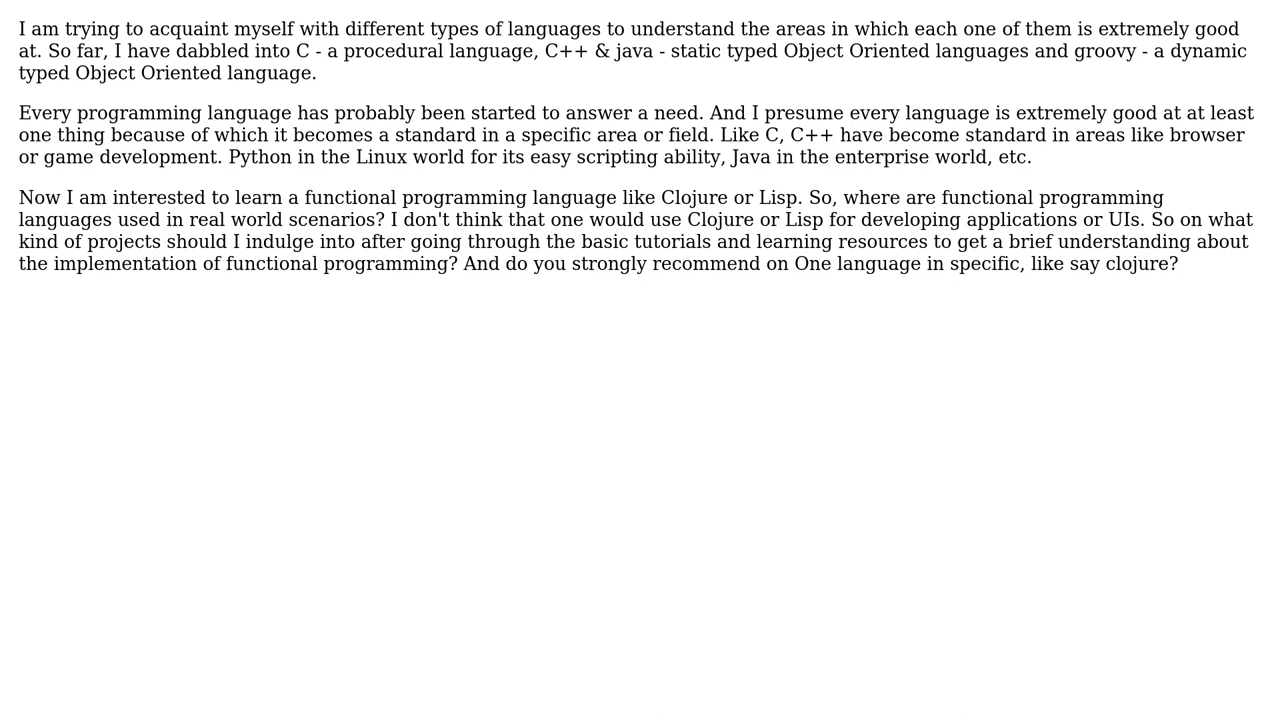 I am trying to acquaint myself with different types of languages to understand the areas in which each one of them is extremely good
at. So far, I have dabbled into C - a procedural language, C++ & java - static typed Object Oriented languages and groovy - a dynamic
typed Object Oriented language.
Every programming language has probably been started to answer a need. And I presume every language is extremely good at at least
one thing because of which it becomes a standard in a specific area or field. Like C, C++ have become standard in areas like browser
or game development. Python in the Linux world for its easy scripting ability, Java in the enterprise world, etc.
Now I am interested to learn a functional programming language like Clojure or Lisp. So, where are functional programming
languages used in real world scenarios? I don't think that one would use Clojure or Lisp for developing applications or UIs. So on what
kind of projects should I indulge into after going through the basic tutorials and learning resources to get a brief understanding about
the implementation of functional programming? And do you strongly recommend on One language in specific, like say clojure?